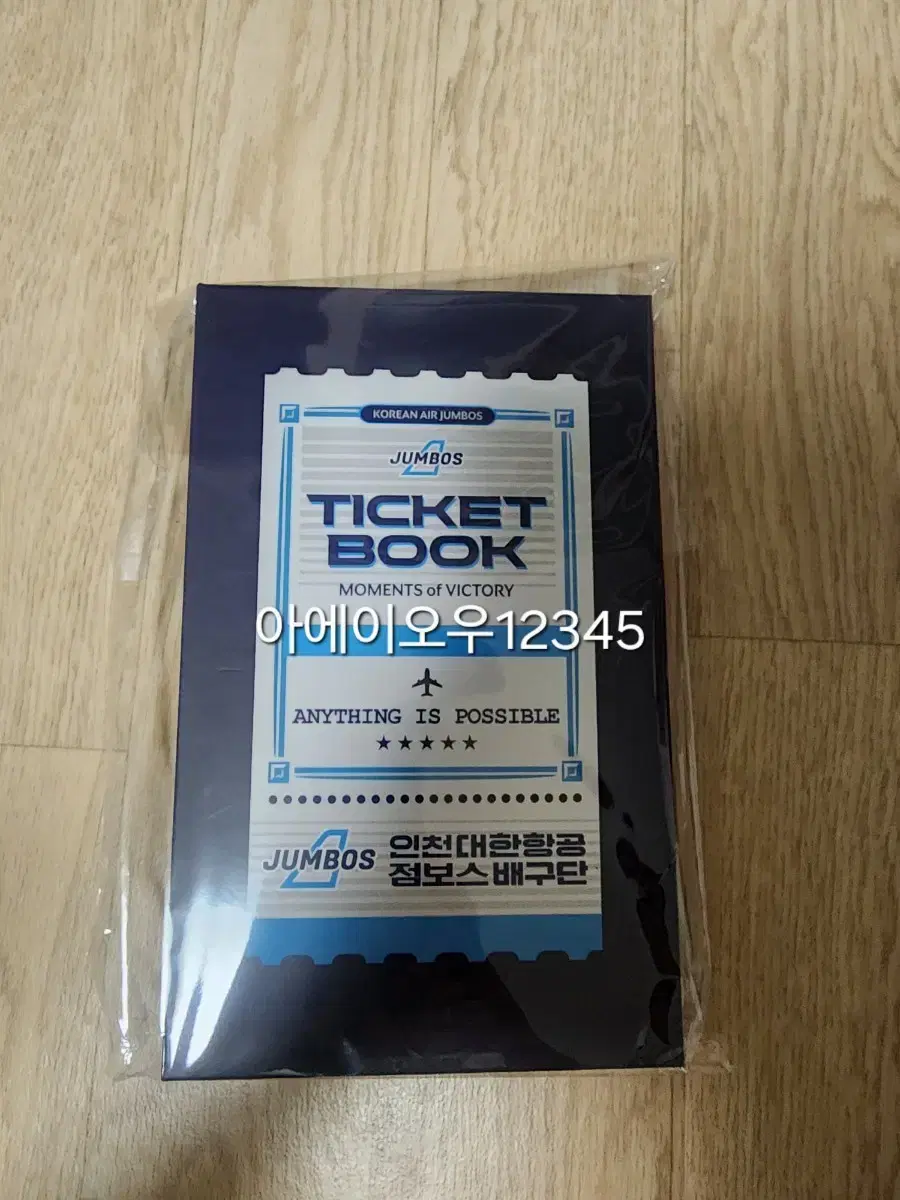 KOREAN AIR JUMBOS
JUMBOS
TICKET
BOOK
MOMENTS of VICTORY
아에이오우12345
ANYTHING IS POSSIBLE
★★★★★
JUMBOS 인천대한항공
점보스배구단